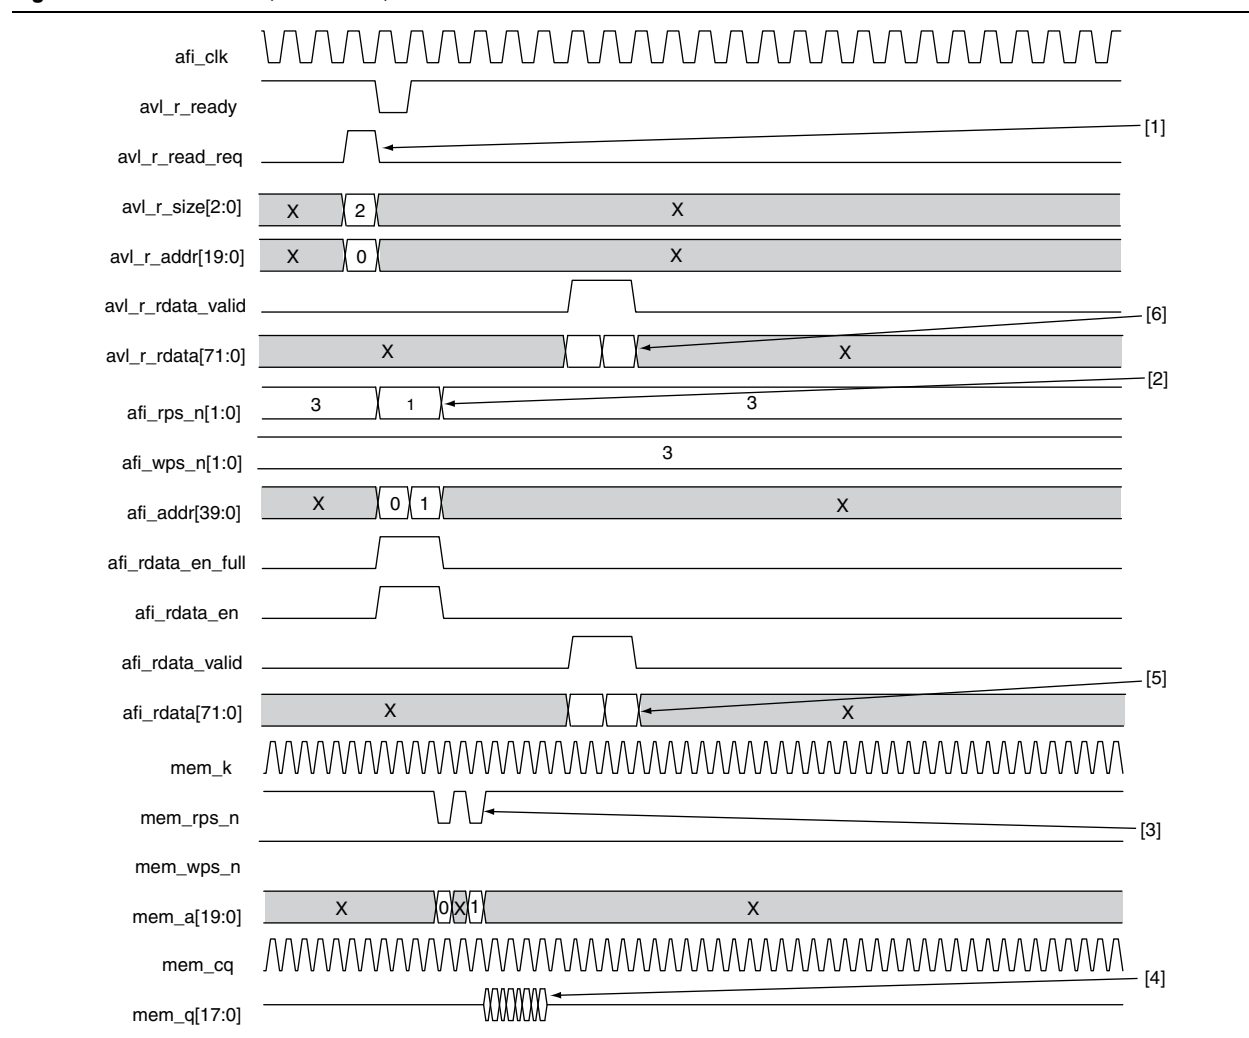 afi_clk
avl_r_ready
[1]
avl_r_read_req
avl_r_size[2:0] X 2 X
avl_r_addr[19:0] X 0 X
avl_r_rdata_valid
[6]
avl_r_rdata[71:0] X X
[2]
afi_rps_n[1:0] 3 1 3
afi_wps_n[1:0] 3
afi_addr[39:0] X 0 1 X
afi_rdata_en_full
afi_rdata_en
afi_rdata_valid
[5]
afi_rdata[71:0] X X
mem_k
mem_rps_n
[3]
mem_wps_n
mem_a[19:0] X 0 X 1 X
mem_cq
[4]
mem_q[17:0]